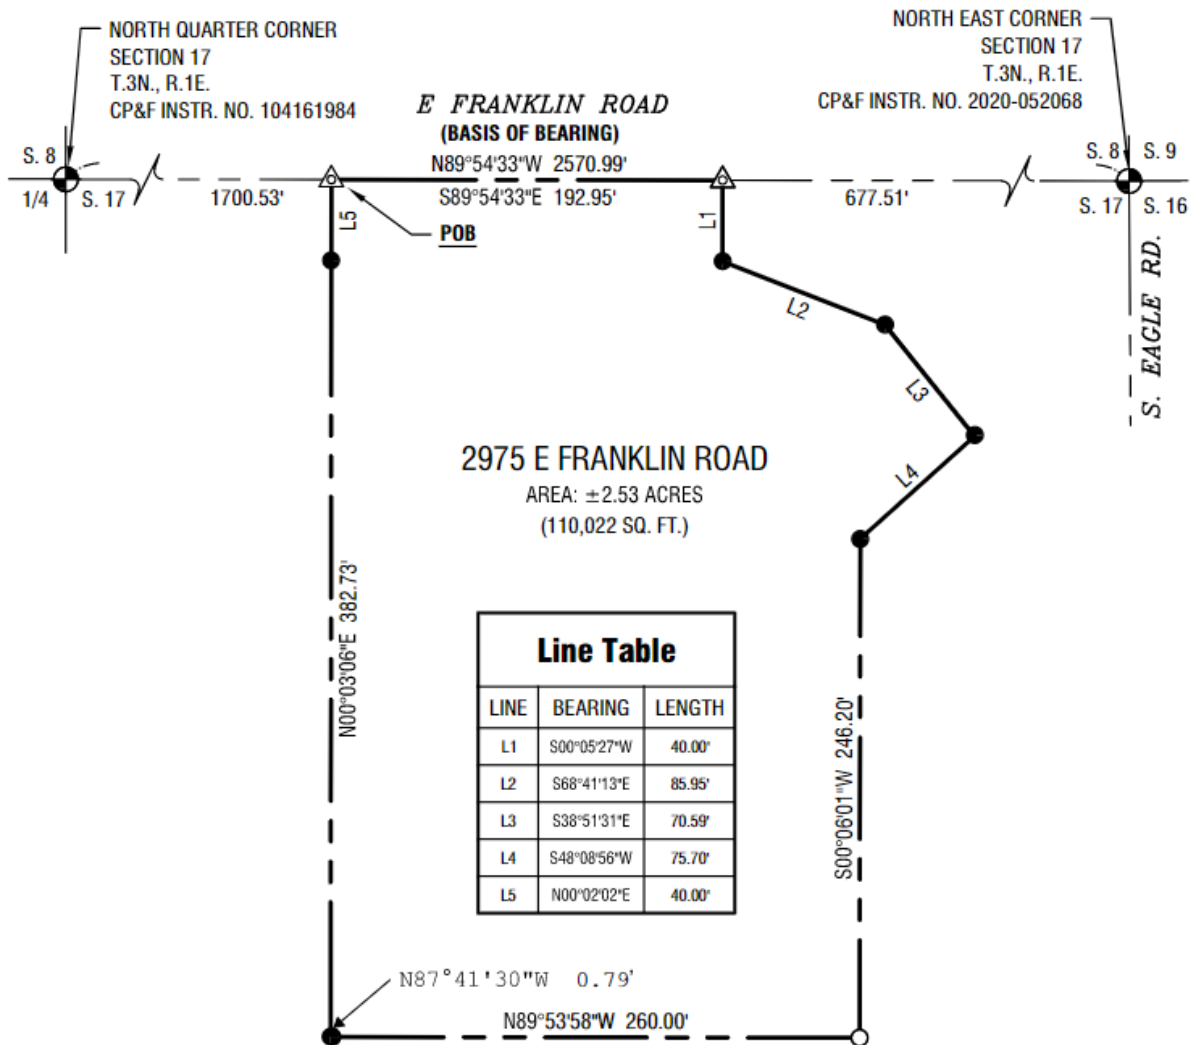 NORTH QUARTER CORNER
SECTION 17
T.3N., R.1E.
CP&F INSTR. NO. 104161984
NORTH EAST CORNER
SECTION 17
T.3N., R.1E.
CP&F INSTR. NO. 2020-052068
E FRANKLIN ROAD
(BASIS OF BEARING)
N89°54'33"W 2570.99'
S. 8
1/4 S. 17
1700.53'
S89°54'33"E 192.95'
677.51'
S. 8 S. 9
S. 17 S. 16
L5
POB
L1
L2
L3
L4
S. EAGLE RD.
2975 E FRANKLIN ROAD
AREA: ±2.53 ACRES
(110,022 SQ. FT.)
N00°03'06"E 382.73'
S00°06'01"W 246.20'
Line Table
LINE BEARING LENGTH
L1 S00°05'27"W 40.00'
L2 S68°41'13"E 85.95'
L3 S38°51'31"E 70.59'
L4 S48°08'56"W 75.70'
L5 N00°02'02"E 40.00'
N87°41'30"W 0.79'
N89°53'58"W 260.00'